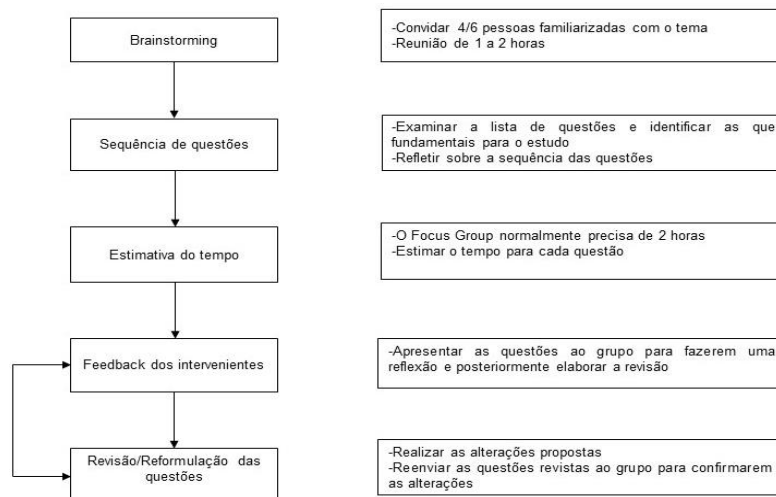 Brainstorming
-Convidar 4/6 pessoas familiarizadas com o tema
-Reunião de 1 a 2 horas
Sequência de questões
-Examinar a lista de questões e identificar as que
fundamentais para o estudo
-Refletir sobre a sequência das questões
Estimativa do tempo
-O Focus Group normalmente precisa de 2 horas
-Estimar o tempo para cada questão
Feedback dos intervenientes
-Apresentar as questões ao grupo para fazerem uma
reflexão e posteriormente elaborar a revisão
Revisão/Reformulação das
questões
-Realizar as alterações propostas
-Reenviar as questões revistas ao grupo para confirmarem
as alterações